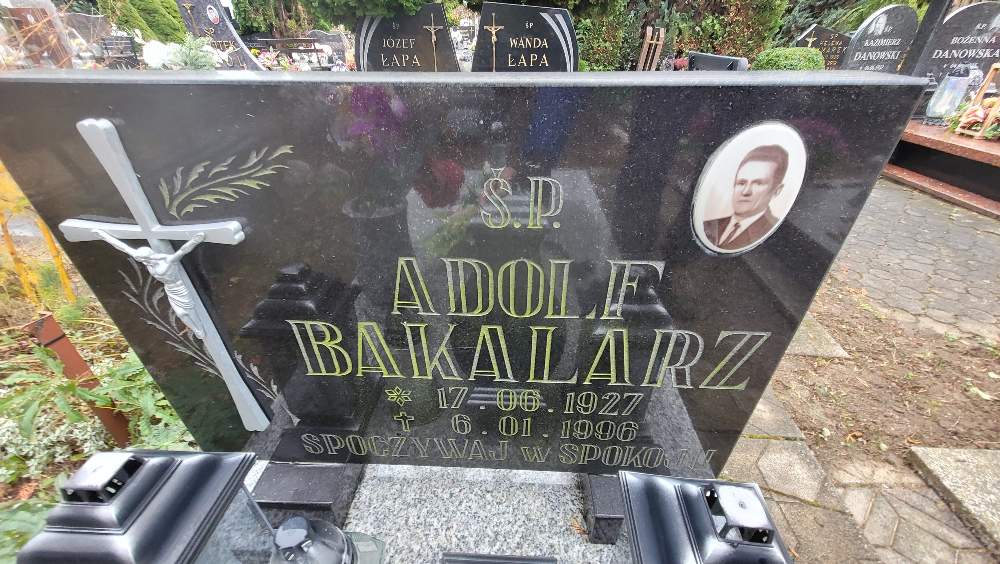 Ś.P.
JÓZEF
ŁAPA
Ś.P.
WANDA
ŁAPA
KAZIMIERZ
DANOWSKI
BOŻENNA
DANOWSKA
Ś.P.
ADOLF
BAKALARZ
17.06.1927
6.01.1996
SPOCZYWAJ W SPOKOJU